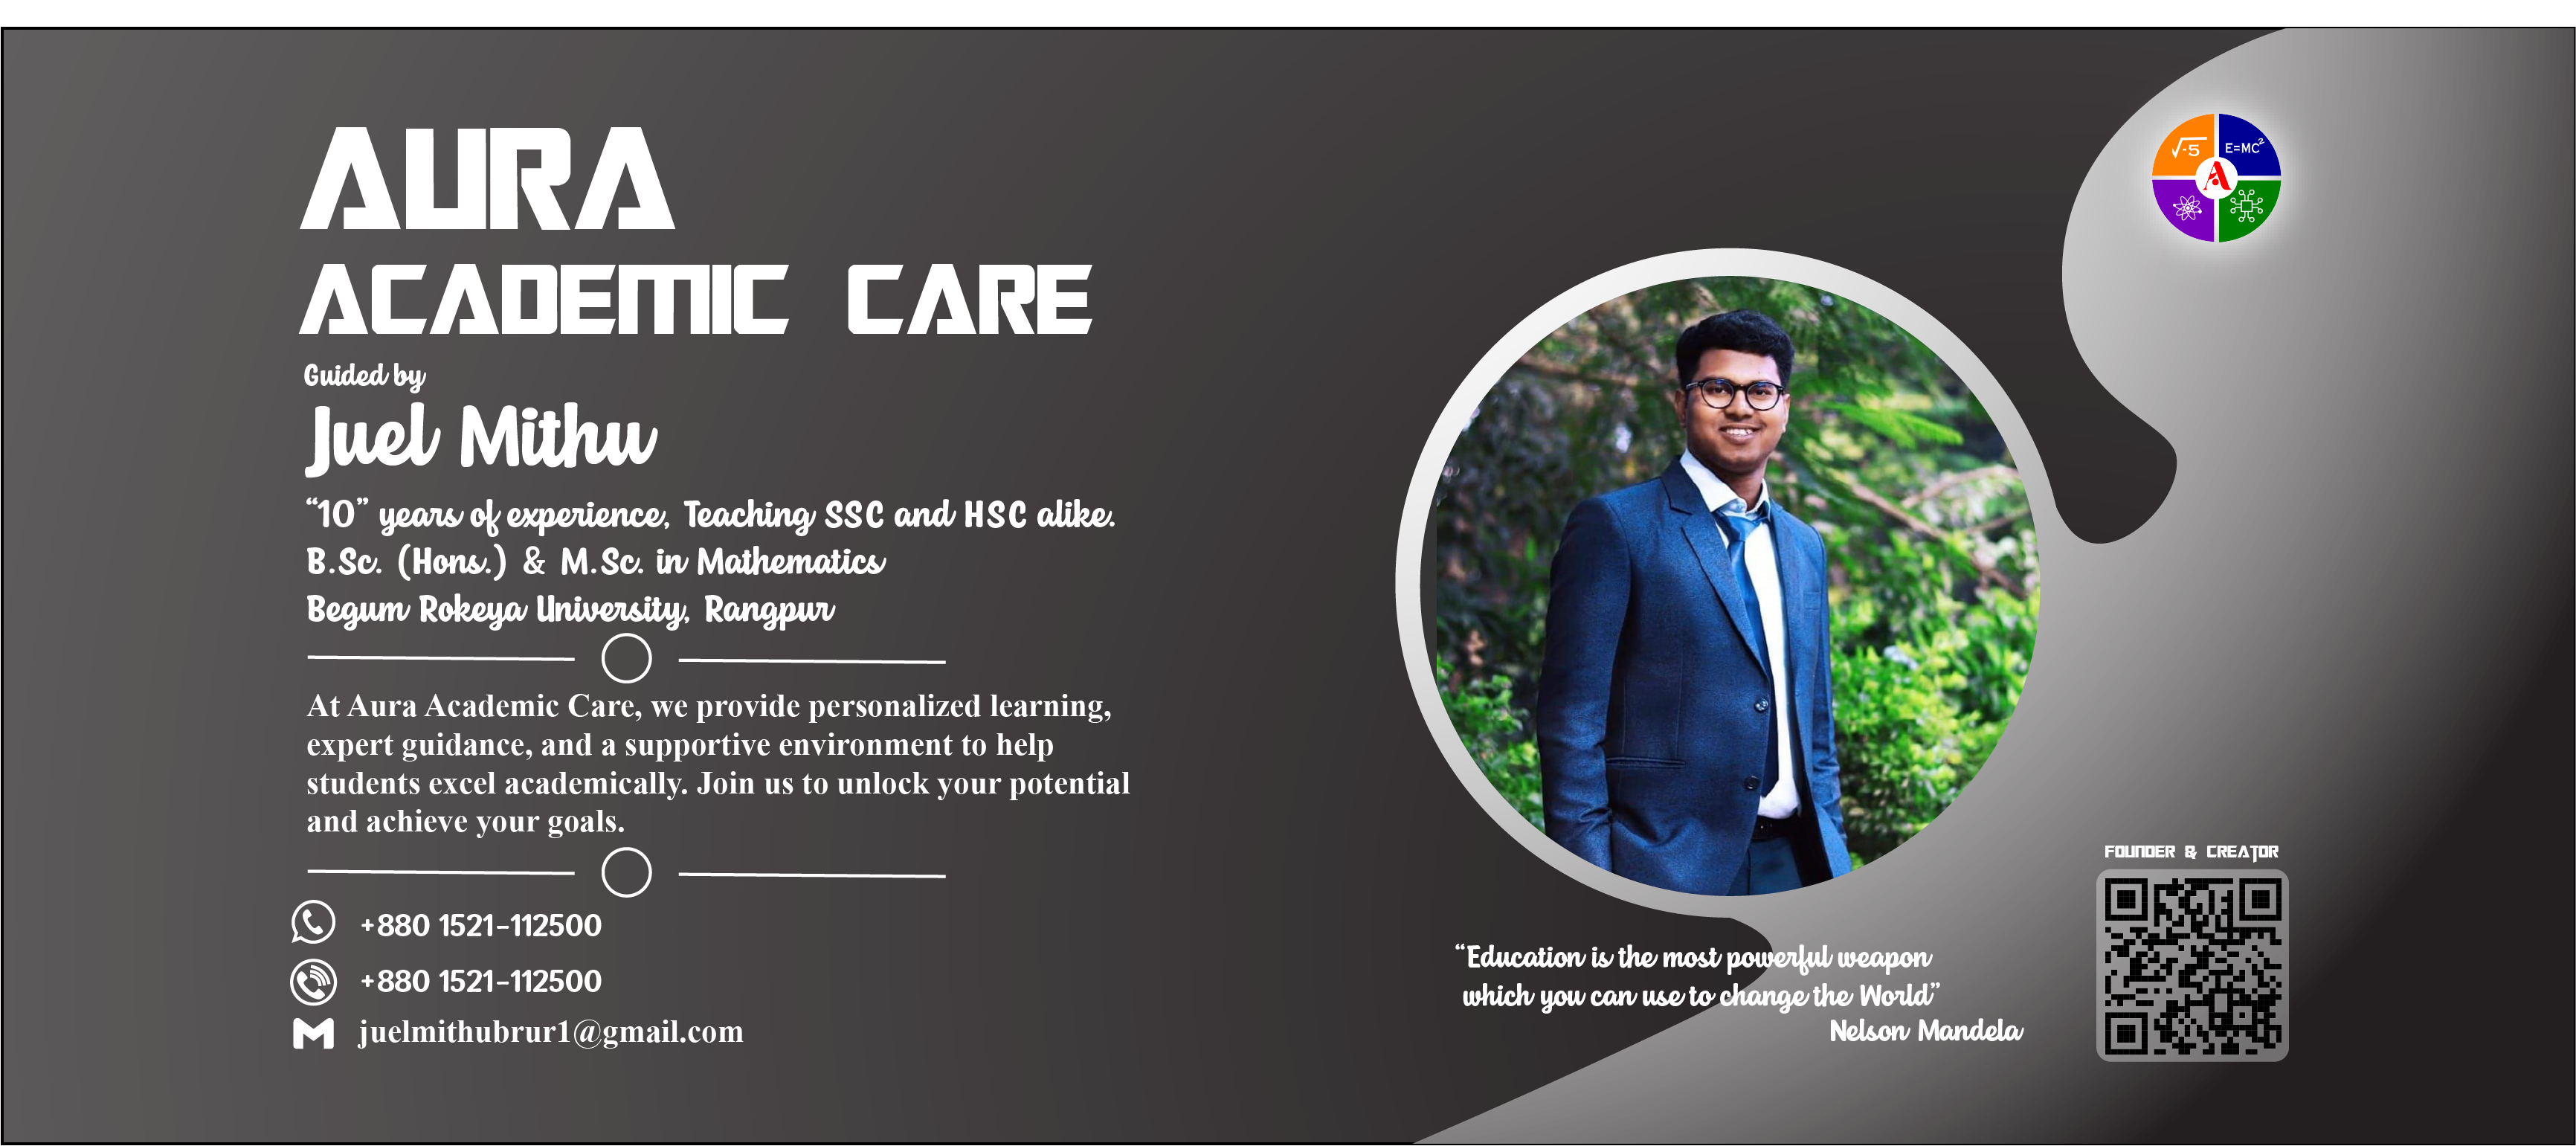 AURA
ACADEMIC CARE
Guided by
Juel Mithu
“10” years of experience, Teaching SSC and HSC alike.
B.Sc. (Hons.) & M.Sc. in Mathematics
Begum Rokeya University, Rangpur
At Aura Academic Care, we provide personalized learning,
expert guidance, and a supportive environment to help
students excel academically. Join us to unlock your potential
and achieve your goals.
+880 1521-112500
+880 1521-112500
juelmithubrur1@gmail.com
√-5
E=MC²
A
“Education is the most powerful weapon
which you can use to change the World”
Nelson Mandela
FOUNDER & CREATOR